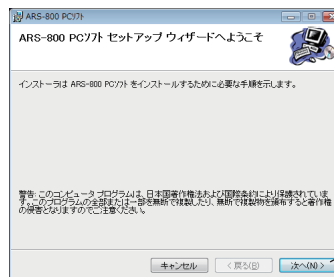 ARS-800 PCｿﾌﾄ
ARS-800 PCｿﾌﾄ セットアップ ウィザードへようこそ
インストーラは ARS-800 PCｿﾌﾄ をインストールするために必要な手順を示します。
警告: このコンピュータ プログラムは、日本国著作権法および国際条約により保護されていま
す。このプログラムの全部または一部を無断で複製したり、無断で複製物を頒布すると著作権
の侵害となりますのでご注意ください。
キャンセル
< 戻る(B)
次へ(N) >